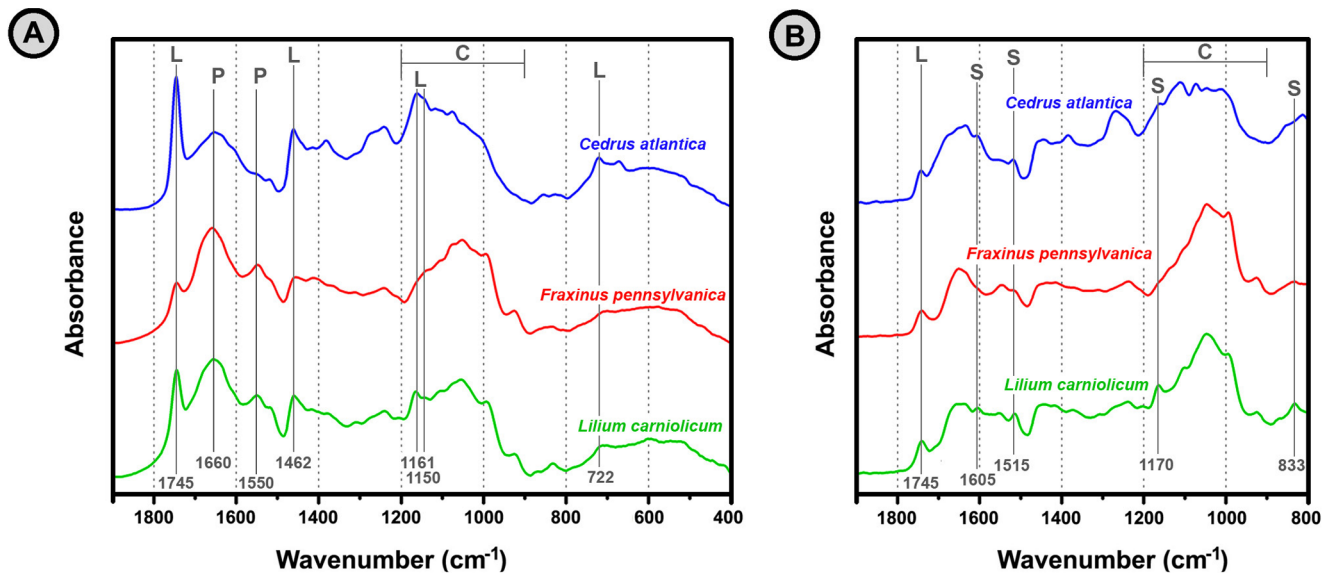 A
L
P
P
L
C
L
L
Cedrus atlantica
Fraxinus pennsylvanica
Lilium carniolicum
1745
1660
1550
1462
1161
1150
722
1800 1600 1400 1200 1000 800 600 400
Wavenumber (cm-1)
Absorbance
B
L
S
S
C
S
S
Cedrus atlantica
Fraxinus pennsylvanica
Lilium carniolicum
1745
1605
1515
1170
833
1800 1600 1400 1200 1000 800
Wavenumber (cm-1)
Absorbance